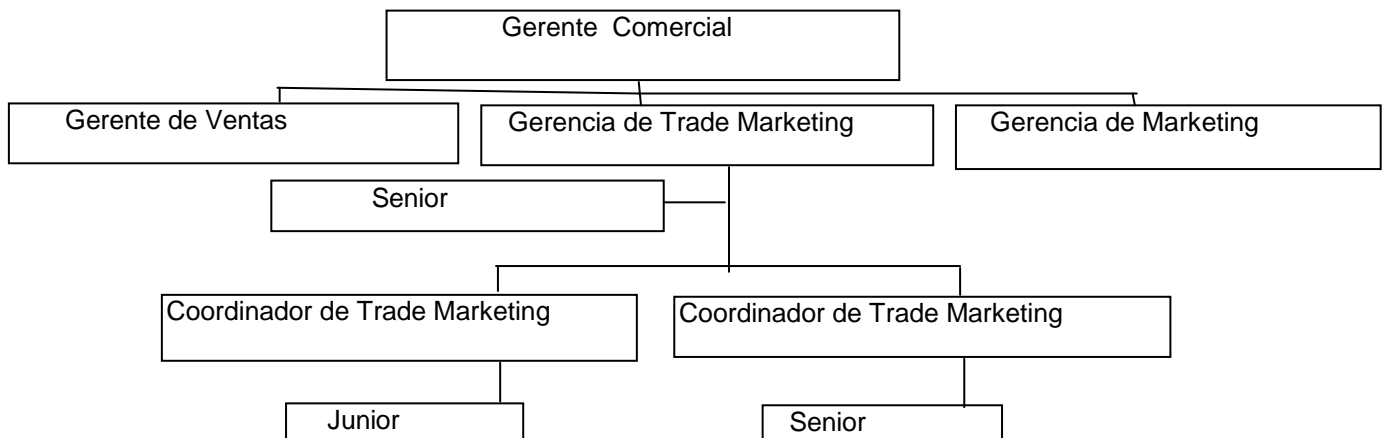 Gerente Comercial
Gerente de Ventas
Gerencia de Trade Marketing
Gerencia de Marketing
Senior
Coordinador de Trade Marketing
Coordinador de Trade Marketing
Junior
Senior